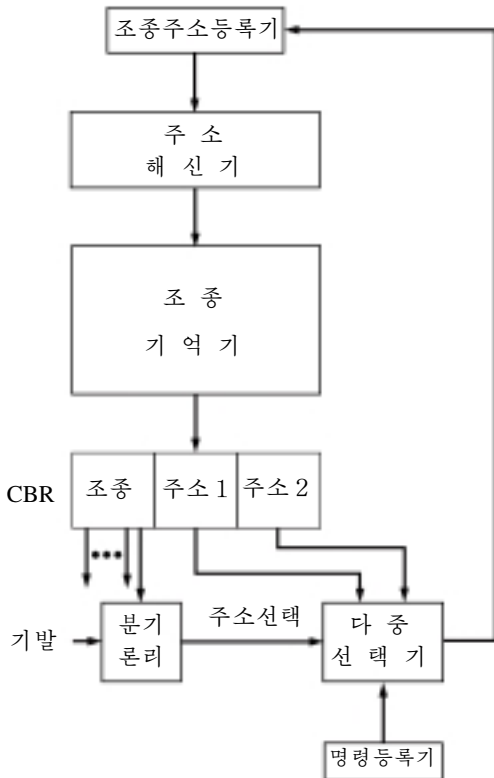 조종주소등록기
주 소
해 신 기
조 종
기 억 기
CBR
조종
주소 1
주소 2
•••
기발
분기
론리
주소선택
다 중
선 택 기
명령등록기